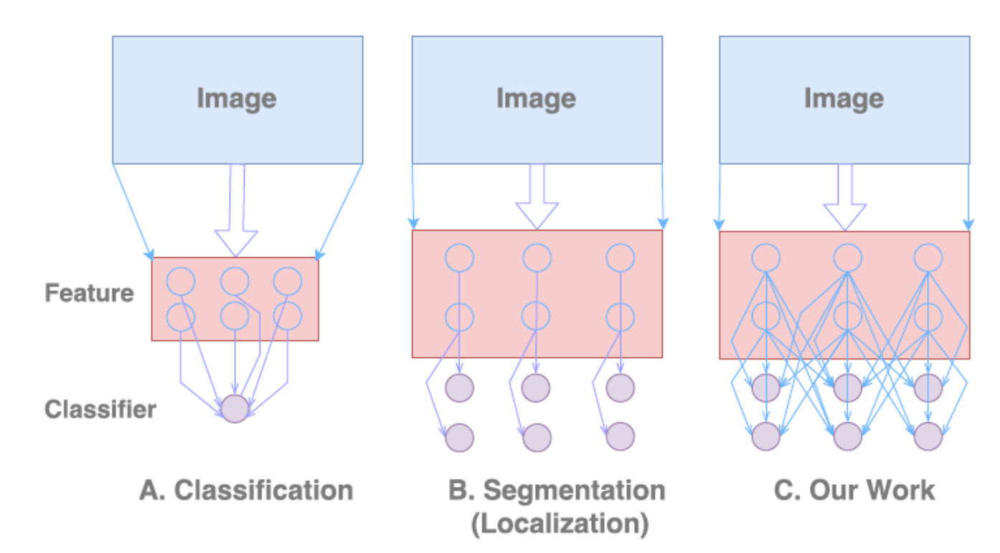 Image
Image
Image
Feature
Classifier
A. Classification
B. Segmentation
(Localization)
C. Our Work